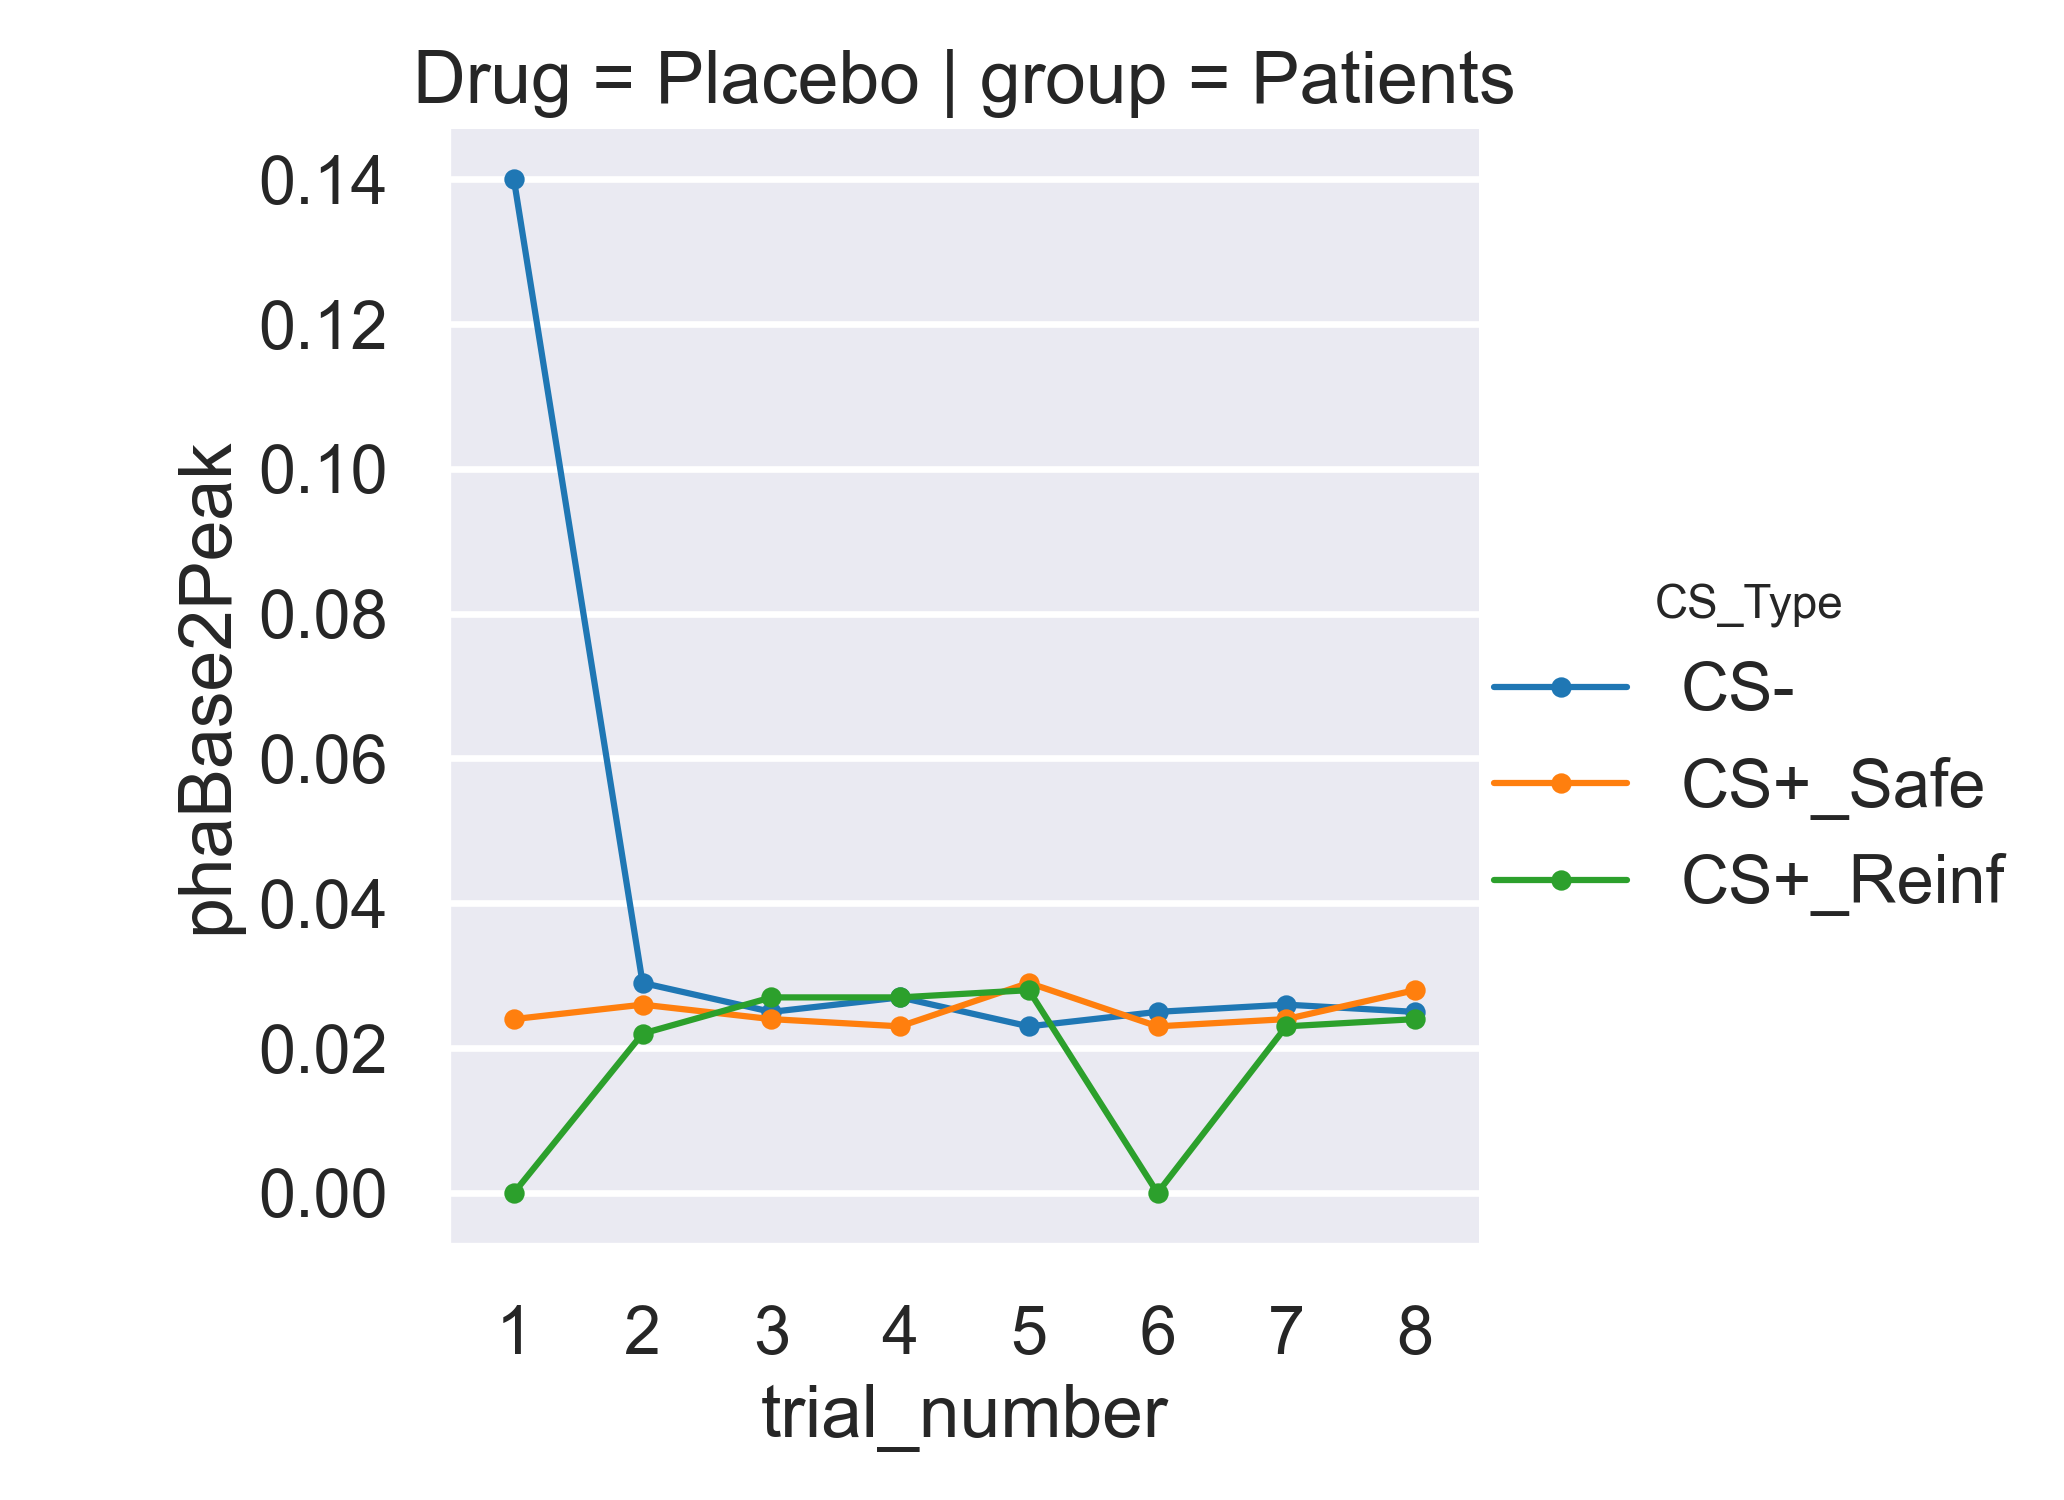 Drug = Placebo | group = Patients
0.14
0.12
0.10
0.08
0.06
0.04
0.02
0.00
phaBase2Peak
1 2 3 4 5 6 7 8
trial_number
CS_Type
CS-
CS+_Safe
CS+_Reinf